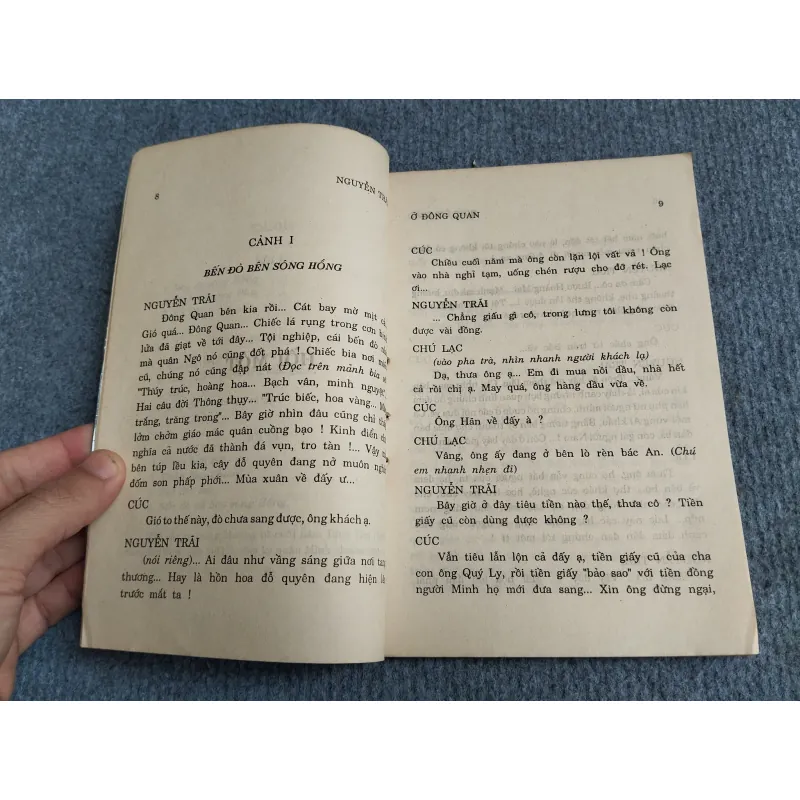 8
NGUYỄN TRÃ
CẢNH I
BẾN ĐÒ BÊN SÔNG HỒNG
NGUYỄN TRÃI
Đông Quan bên kia rồi... Cát bay mờ mịt cả
Gió quá... Đông Quan... Chiếc lá rụng trong cơn
lửa đã giạt về tới đây... Tội nghiệp, cái bến đò
mà quân Ngô nó cũng đốt phá ! Chiếc bia nơi
cũ, chúng nó cũng đập nát (Đọc trên mảnh bia
"Thúy trúc, hoàng hoa... Bạch vân, minh nguyệt"
Hai câu đời Thông thụy... "Trúc biếc, hoa vàng...
trắng, tràng trong"... Bây giờ nhìn đâu cũng chỉ
lởm chởm giáo mác quân cuồng bạo ! Kinh điển
nghĩa cả nước đã thành đá vụn, tro tàn !... Vậy
bên túp lều kia, cây đỗ quyên đang nở muôn
đốm son phấp phới... Mùa xuân về đấy ư...
CÚC
Gió to thế này, đò chưa sang được, ông khách ạ.
NGUYỄN TRÃI
(nói riêng)... Ai đâu như vầng sáng giữa nơi
thương... Hay là hồn hoa đỗ quyên đang hiện
trước mắt ta !
Ở ĐÔNG QUAN
9
CÚC
Chiều cuối năm mà ông còn lặn lội vất vả ! Ông
vào nhà nghỉ tạm, uống chén rượu cho đỡ rét. Lạc
ơi...
NGUYỄN TRÃI
... Chẳng giấu gì cô, trong lưng tôi không còn
được vài đồng.
CHÚ LẠC
(vào pha trà, nhìn nhanh người khách lạ)
Dạ, thưa ông ạ... Em đi mua nồi dầu, nhà hết
cả rồi chị ạ. May quá, ông hàng dầu vừa về.
CÚC
Ông Hân về đấy à ?
CHÚ LẠC
Vâng, ông ấy đang ở bên lò rèn bác An. (Chú
em nhanh nhẹn đi)
NGUYỄN TRÃI
Bây giờ ở đây tiêu tiền nào thế, thưa cô ? Tiền
giấy cũ còn dùng được không ?
CÚC
Vẫn tiêu lẫn lộn cả đấy ạ, tiền giấy cũ của cha
con ông Quý Ly, rồi tiền giấy "bảo sao" với tiền đồng
người Minh họ mới đưa sang... Xin ông đừng ngại,